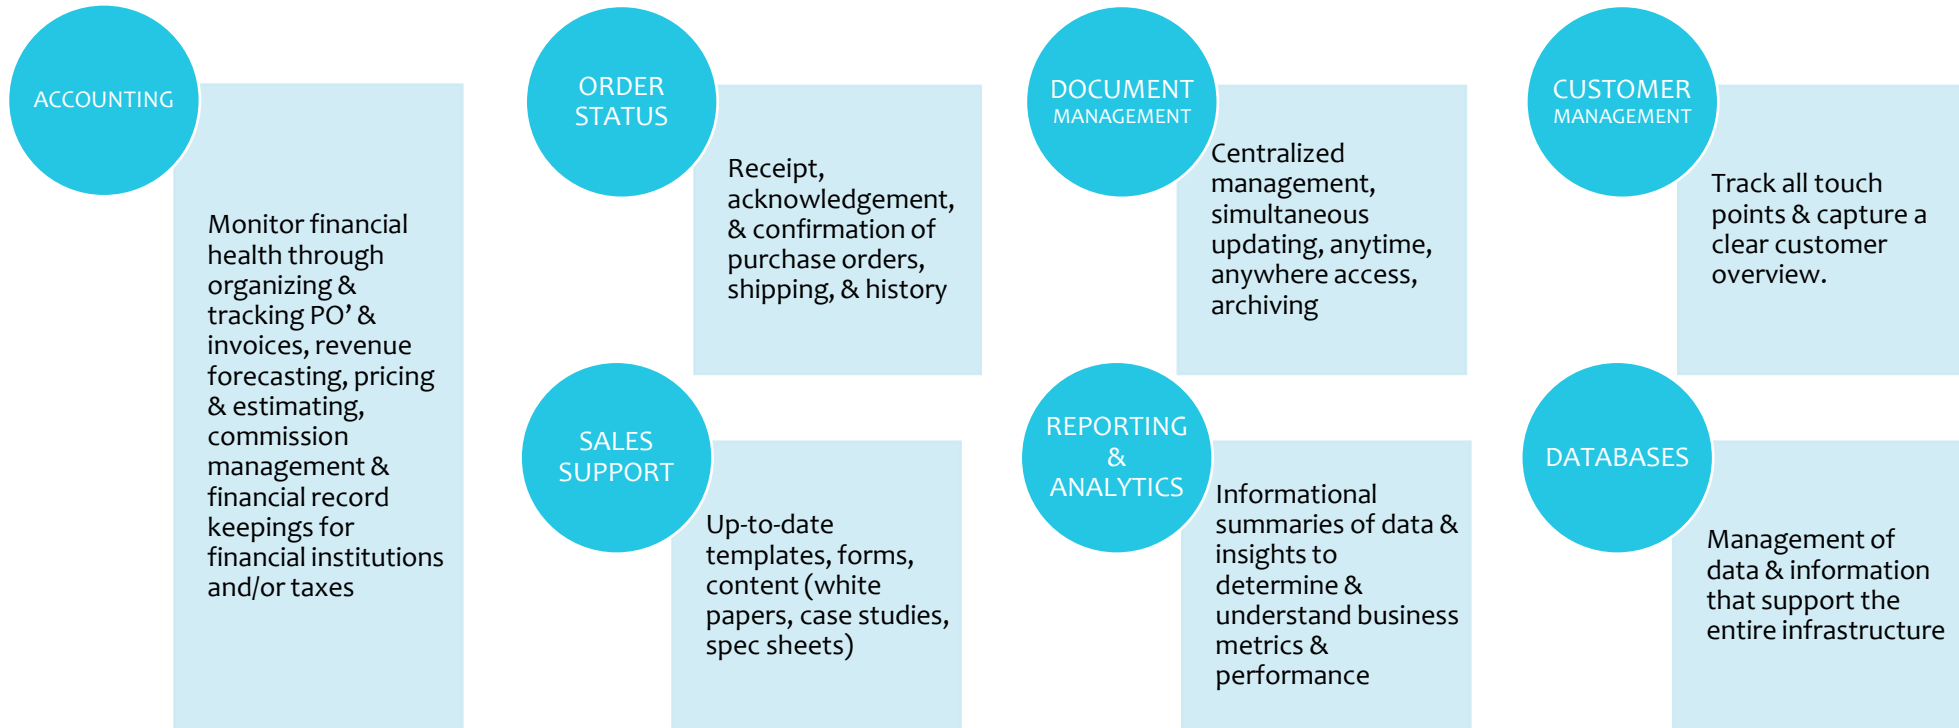 ACCOUNTING
Monitor financial
health through
organizing &
tracking PO’ &
invoices, revenue
forecasting, pricing
& estimating,
commission
management &
financial record
keepings for
financial institutions
and/or taxes
ORDER
STATUS
Receipt,
acknowledgement,
& confirmation of
purchase orders,
shipping, & history
DOCUMENT
MANAGEMENT
Centralized
management,
simultaneous
updating, anytime,
anywhere access,
archiving
CUSTOMER
MANAGEMENT
Track all touch
points & capture a
clear customer
overview.
SALES
SUPPORT
Up-to-date
templates, forms,
content (white
papers, case studies,
spec sheets)
REPORTING
&
ANALYTICS
Informational
summaries of data &
insights to
determine &
understand business
metrics &
performance
DATABASES
Management of
data & information
that support the
entire infrastructure